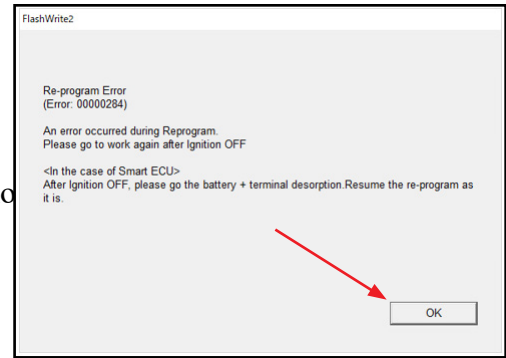 FlashWrite2
Re-program Error
(Error: 00000284)
An error occurred during Reprogram.
Please go to work again after Ignition OFF
<In the case of Smart ECU>
After Ignition OFF, please go the battery + terminal desorption.Resume the re-program as
it is.
OK